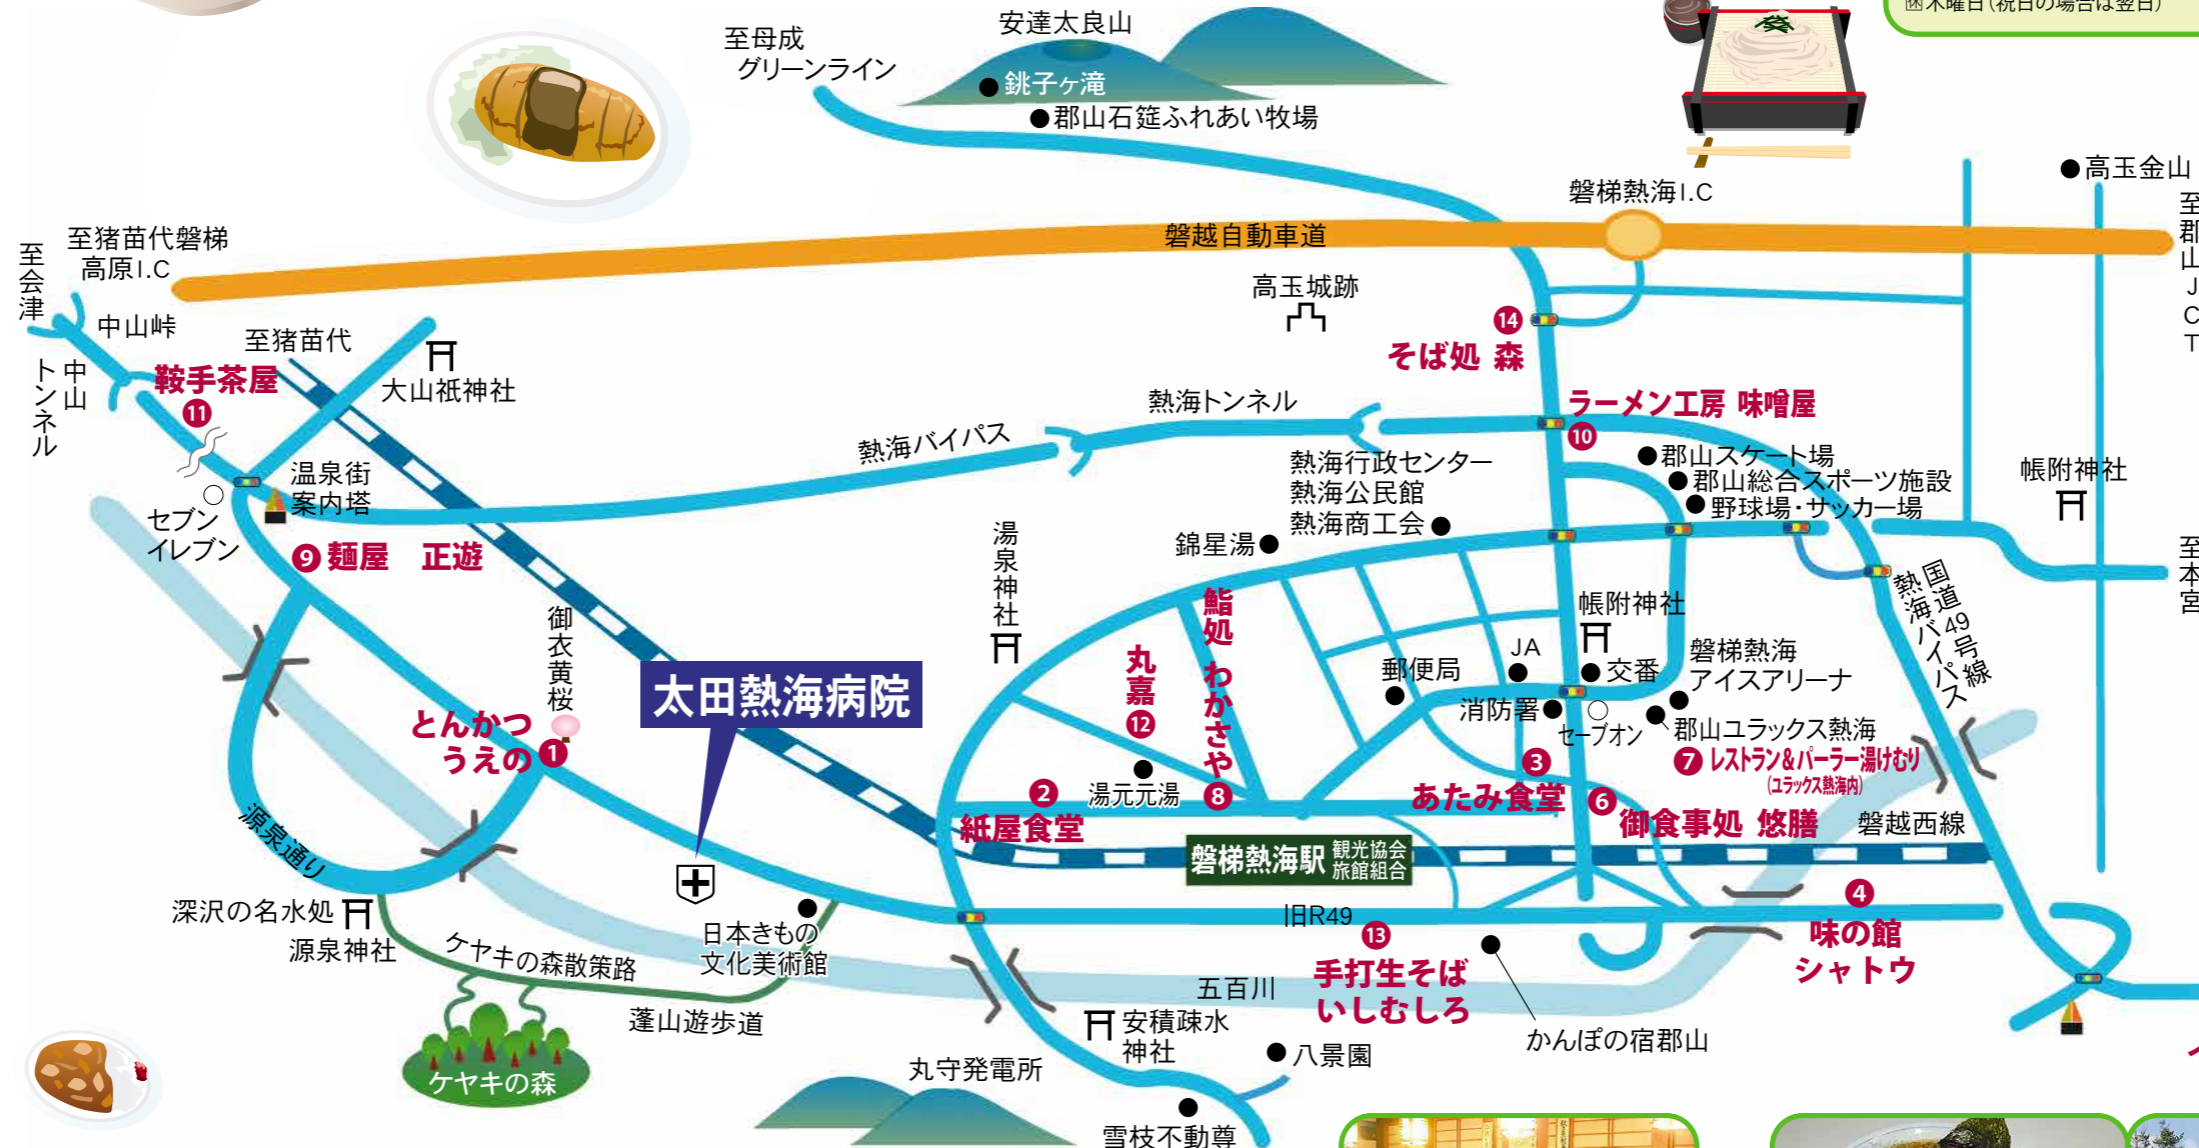 ㊡木曜日（祝日の場合は翌日）
安達太良山
至母成
グリーンライン
銚子ヶ滝
郡山石筵ふれあい牧場
磐梯熱海I.C
高玉金山
至郡山JCT
至猪苗代磐梯
高原I.C
至会津
磐越自動車道
高玉城跡
中山峠
至猪苗代
中山
トンネル
鞍手茶屋
11
大山祇神社
14
そば処 森
熱海トンネル
ラーメン工房 味噌屋
10
熱海バイパス
温泉街
案内塔
セブン
イレブン
熱海行政センター
熱海公民館
熱海商工会
郡山スケート場
郡山総合スポーツ施設
野球場・サッカー場
帳附神社
至本宮
錦星湯
湯泉神社
9 麺屋 正遊
国道49号線
熱海バイパス
御衣黄桜
鮨処 わかさや
8
丸嘉
12
帳附神社
JA
郵便局
交番
磐梯熱海
アイスアリーナ
消防署
セーブオン
郡山ユラックス熱海
太田熱海病院
とんかつ
うえの
1
7 レストラン&パーラー湯けむり
（ユラックス熱海内）
3
あたみ食堂
湯元元湯
2
紙屋食堂
6
御食事処 悠膳
磐越西線
磐梯熱海駅
観光協会
旅館組合
源泉通り
4
味の館
シャトウ
旧R49
13
手打生そば
いしむしろ
深沢の名水処
源泉神社
日本きもの
文化美術館
ケヤキの森散策路
五百川
蓬山遊歩道
安積疎水
神社
かんぽの宿郡山
八景園
丸守発電所
ケヤキの森
雪枝不動尊